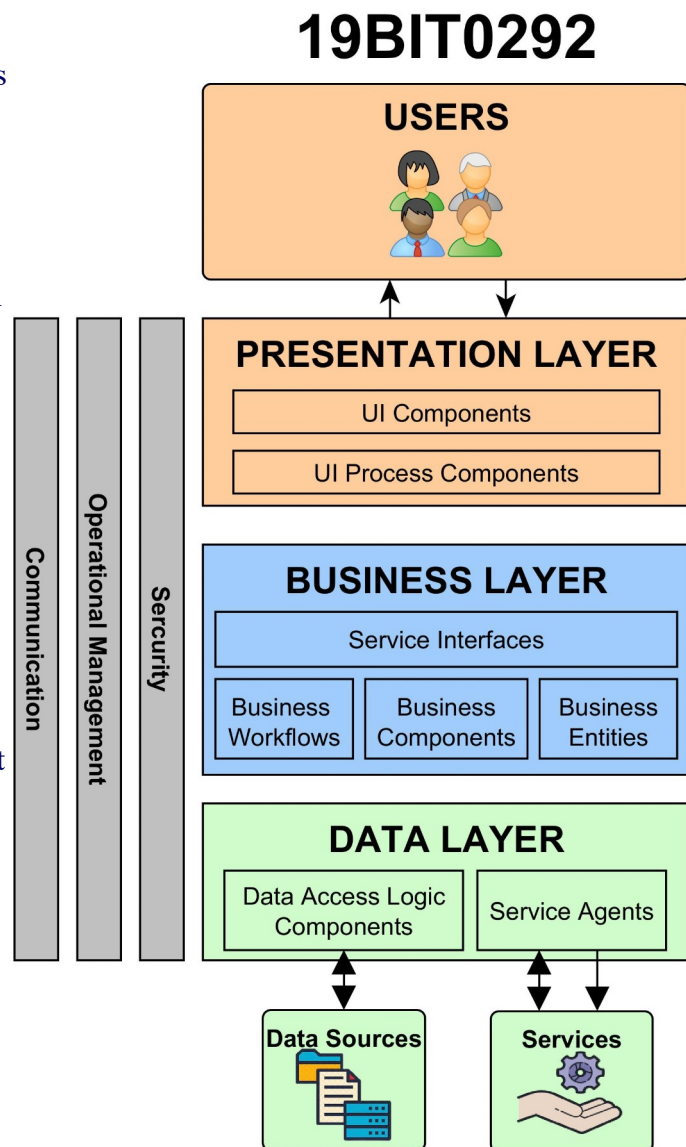 19BIT0292
USERS
PRESENTATION LAYER
UI Components
UI Process Components
Communication
Operational Management
Sercurity
BUSINESS LAYER
Service Interfaces
Business
Workflows
Business
Components
Business
Entities
DATA LAYER
Data Access Logic
Components
Service Agents
Data Sources
Services